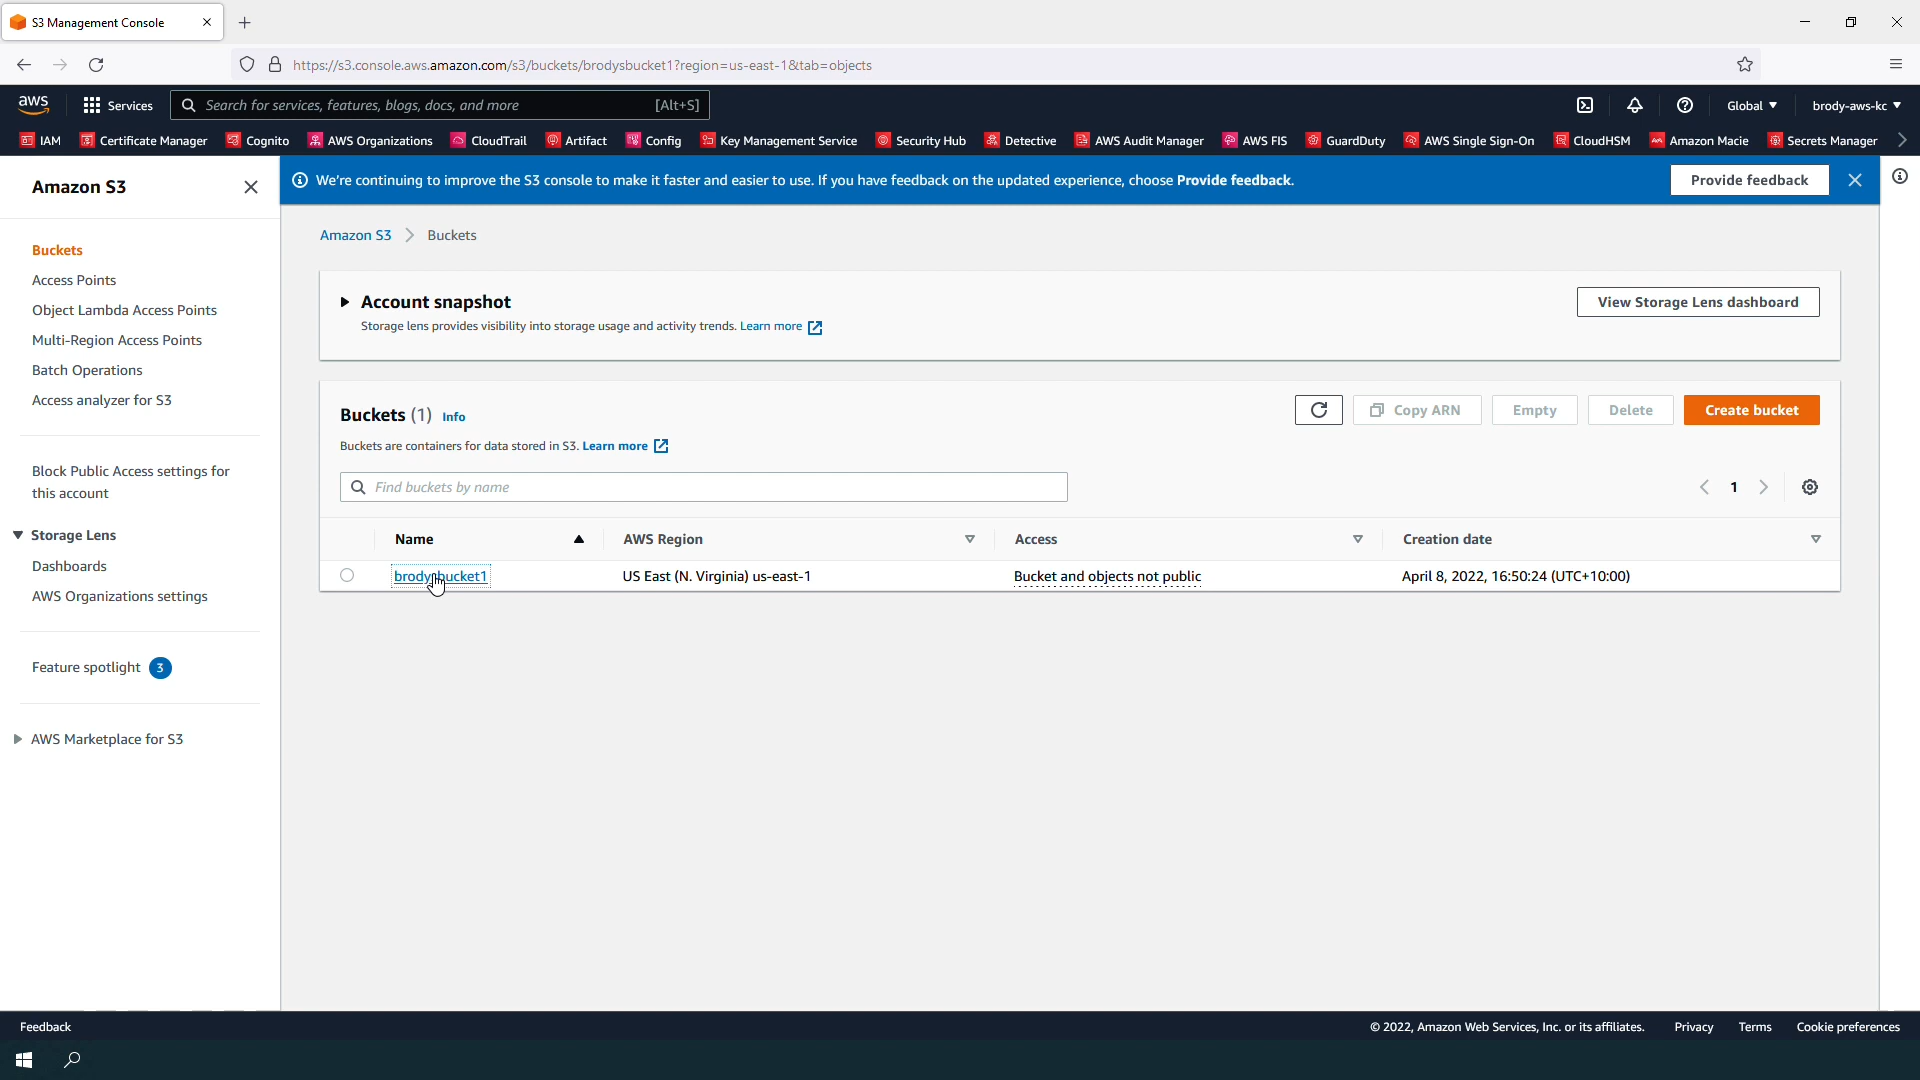 S3 Management Console
https://s3.console.aws.amazon.com/s3/buckets/brodysbucket1?region=us-east-1&tab=objects
aws Services Search for services, features, blogs, docs, and more [Alt+S] Global brody-aws-kc
IAM Certificate Manager Cognito AWS Organizations CloudTrail Artifact Config Key Management Service Security Hub Detective AWS Audit Manager AWS FIS GuardDuty AWS Single Sign-On CloudHSM Amazon Macie Secrets Manager
Amazon S3
We're continuing to improve the S3 console to make it faster and easier to use. If you have feedback on the updated experience, choose Provide feedback. Provide feedback
Buckets
Access Points
Object Lambda Access Points
Multi-Region Access Points
Batch Operations
Access analyzer for S3
Block Public Access settings for
this account
Storage Lens
Dashboards
AWS Organizations settings
Feature spotlight 3
AWS Marketplace for S3
Amazon S3 Buckets
Account snapshot View Storage Lens dashboard
Storage lens provides visibility into storage usage and activity trends. Learn more
Buckets (1) Info Copy ARN Empty Delete Create bucket
Buckets are containers for data stored in S3. Learn more
Find buckets by name 1
Name AWS Region Access Creation date
brodysbucket1 US East (N. Virginia) us-east-1 Bucket and objects not public April 8, 2022, 16:50:24 (UTC+10:00)
Feedback © 2022, Amazon Web Services, Inc. or its affiliates. Privacy Terms Cookie preferences